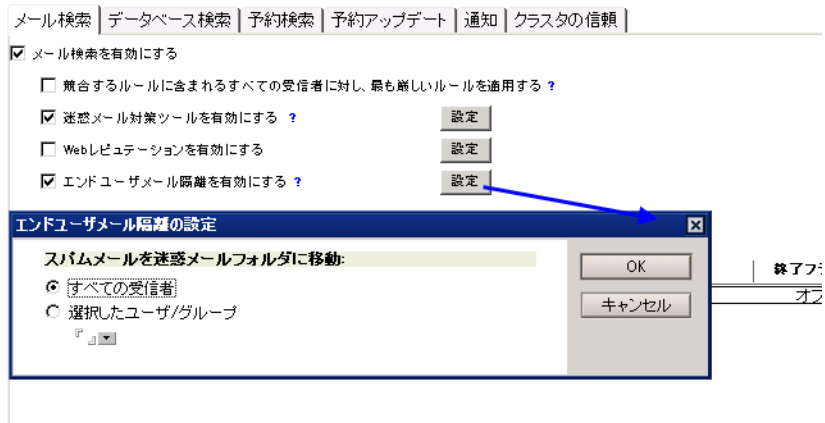 メール検索 データベース検索 予約検索 予約アップデート 通知 クラスタの信頼
メール検索を有効にする
競合するルールに含まれるすべての受信者に対し、最も厳しいルールを適用する ?
迷惑メール対策ツールを有効にする ? 設定
Webレピュテーションを有効にする 設定
エンドユーザメール隔離を有効にする ? 設定
エンドユーザメール隔離の設定
スパムメールを迷惑メールフォルダに移動:
OK
終了フラ
すべての受信者
オフ
キャンセル
選択したユーザ/グループ
『 』